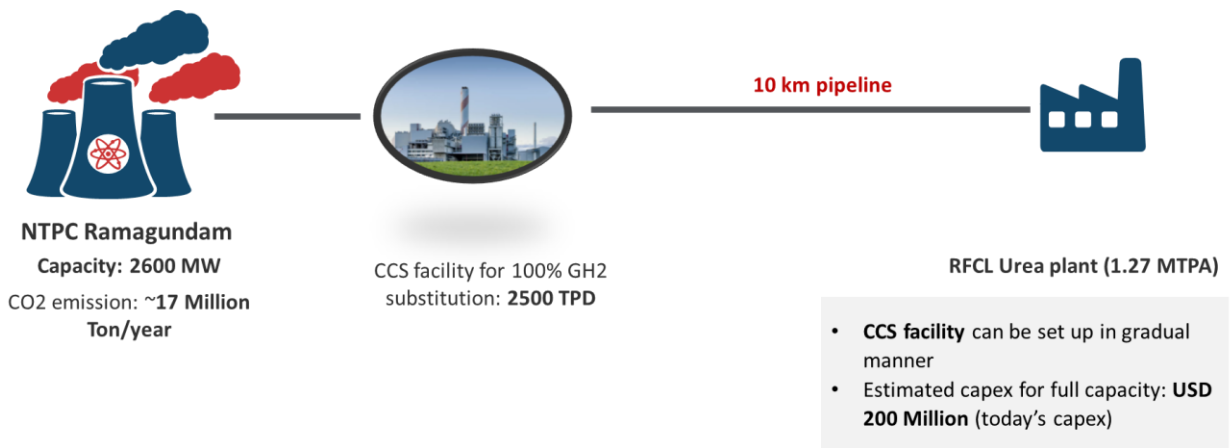 10 km pipeline
NTPC Ramagundam
Capacity: 2600 MW
CO2 emission: ~17 Million
Ton/year
CCS facility for 100% GH2
substitution: 2500 TPD
RFCL Urea plant (1.27 MTPA)
• CCS facility can be set up in gradual
manner
• Estimated capex for full capacity: USD
200 Million (today's capex)